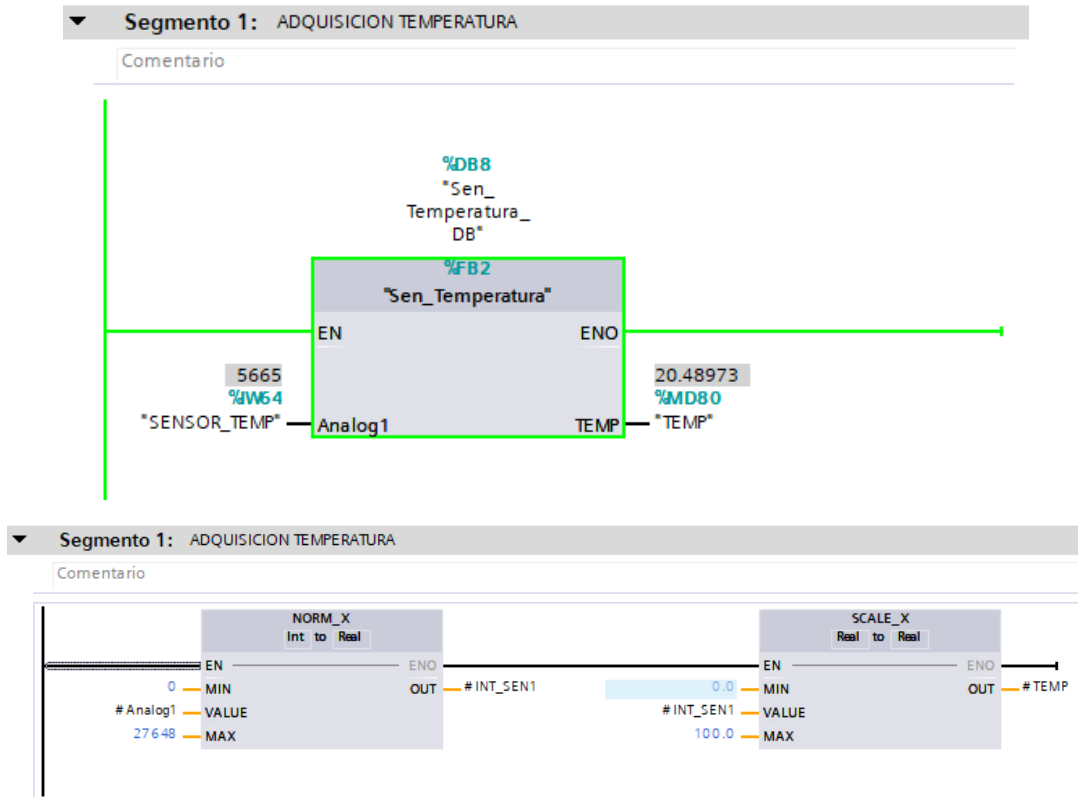 Segmento 1: ADQUISICION TEMPERATURA
Comentario
%DB8
"Sen_
Temperatura_
DB"
%FB2
"Sen_Temperatura"
EN ENO
5665 20.48973
%IW64 %MD80
"SENSOR_TEMP" Analog1 TEMP "TEMP"
Segmento 1: ADQUISICION TEMPERATURA
Comentario
NORM_X SCALE_X
Int to Real Real to Real
EN ENO EN ENO
0 MIN OUT #INT_SEN1 0.0 MIN OUT #TEMP
#Analog1 VALUE #INT_SEN1 VALUE
27648 MAX 100.0 MAX